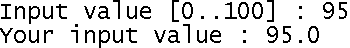 Input value [0..100] : 95
Your input value : 95.0